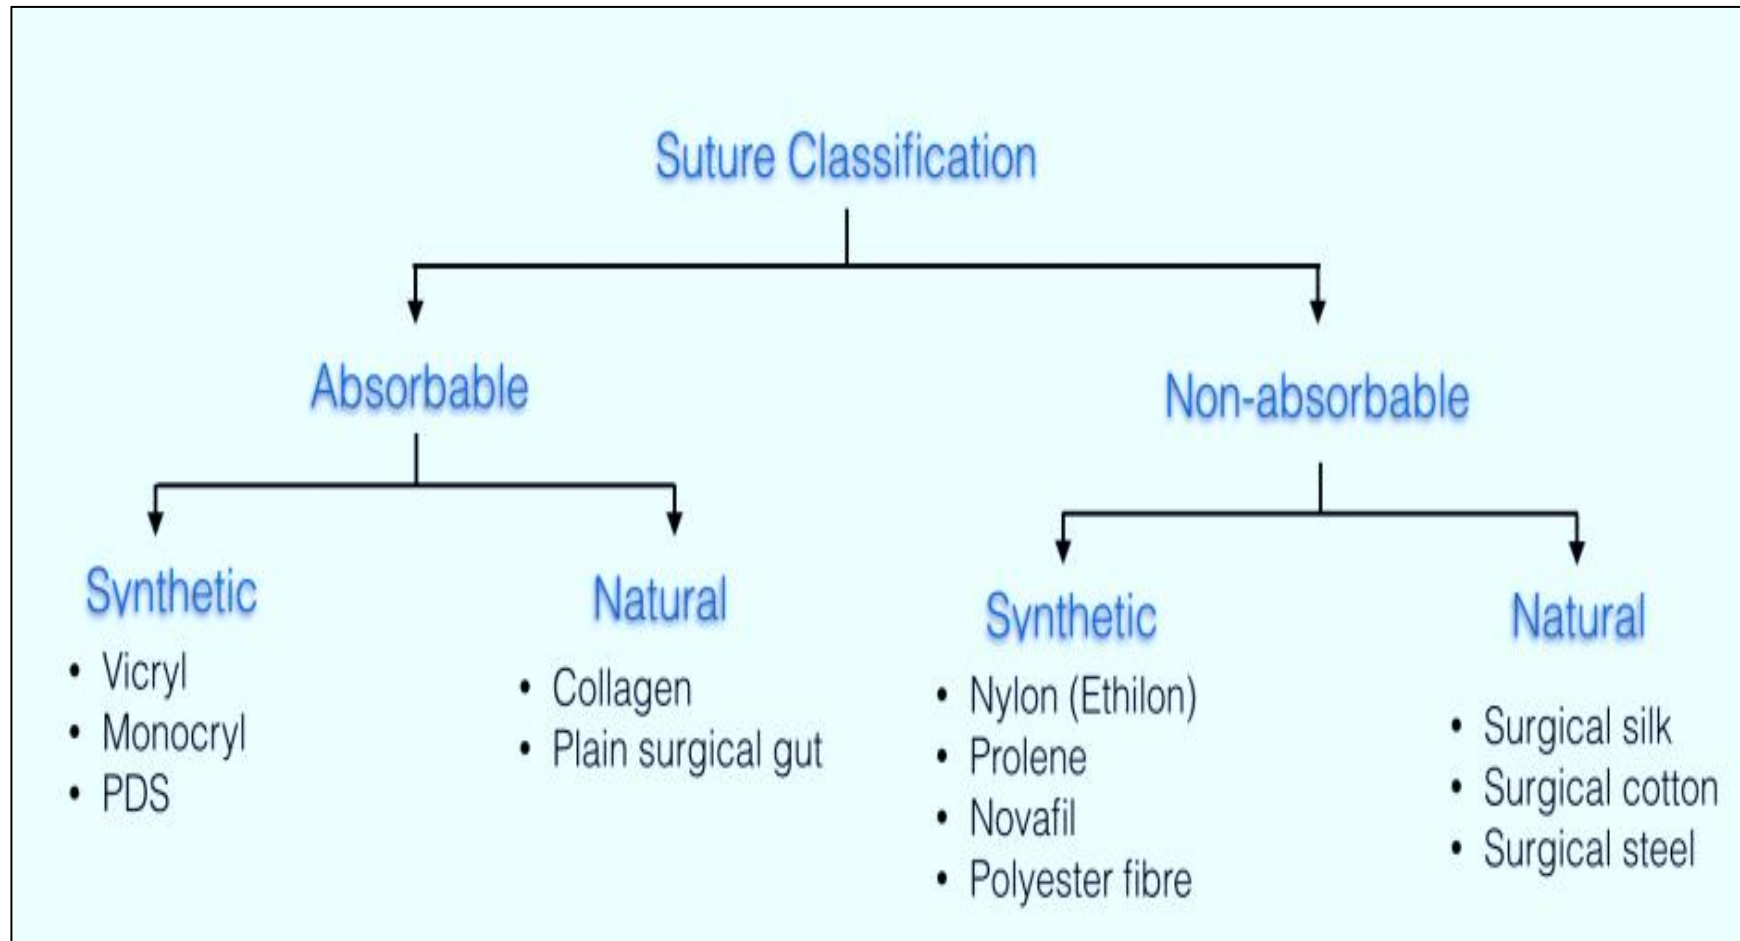 Suture Classification
Absorbable
Non-absorbable
Synthetic
• Vicryl
• Monocryl
• PDS
Natural
• Collagen
• Plain surgical gut
Synthetic
• Nylon (Ethilon)
• Prolene
• Novafil
• Polyester fibre
Natural
• Surgical silk
• Surgical cotton
• Surgical steel